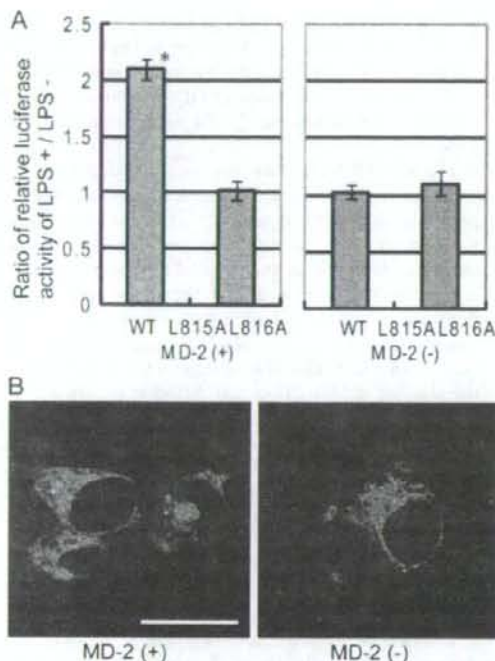 A
Ratio of relative luciferase
activity of LPS + / LPS -
2.5
2
1.5
1
0.5
0
*
WT L815AL816A WT L815AL816A
MD-2 (+) MD-2 (-)
B
MD-2 (+) MD-2 (-)